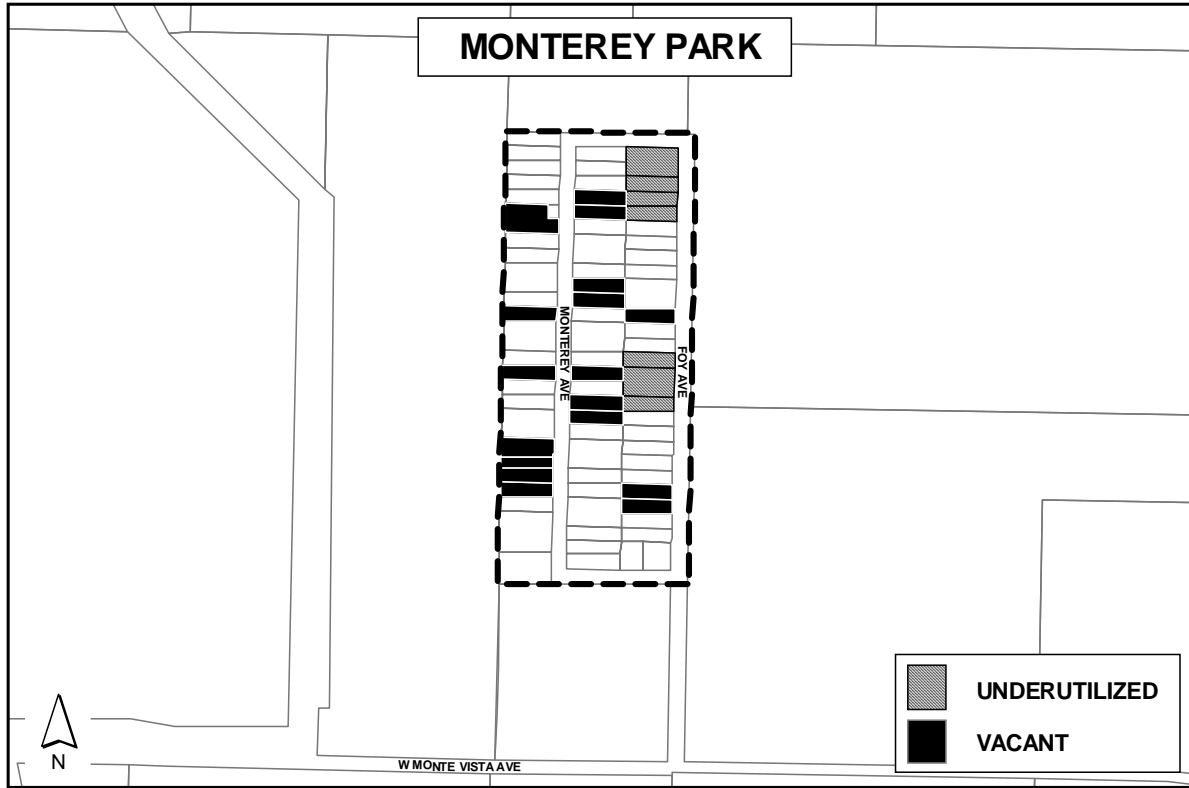 MONTEREY PARK
MONTEREY AVE
FOY AVE
UNDERUTILIZED
VACANT
N
W MONTE VISTA AVE